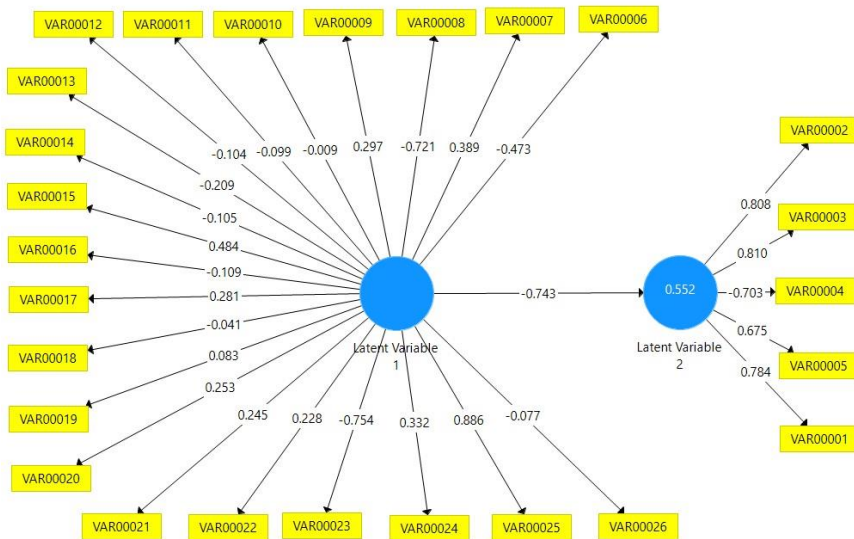 VAR00012
VAR00011
VAR00010
VAR00009
VAR00008
VAR00007
VAR00006
VAR00013
VAR00014
VAR00015
VAR00016
VAR00017
VAR00018
VAR00019
VAR00020
VAR00021
VAR00022
VAR00023
VAR00024
VAR00025
VAR00026
-0.104
-0.099
-0.009
0.297
-0.721
0.389
-0.473
-0.209
-0.105
0.484
-0.109
0.281
-0.041
0.083
0.253
0.245
0.228
-0.754
0.332
0.886
-0.077
Latent Variable
1
-0.743
0.552
Latent Variable
2
0.808
0.810
-0.703
0.675
0.784
VAR00002
VAR00003
VAR00004
VAR00005
VAR00001